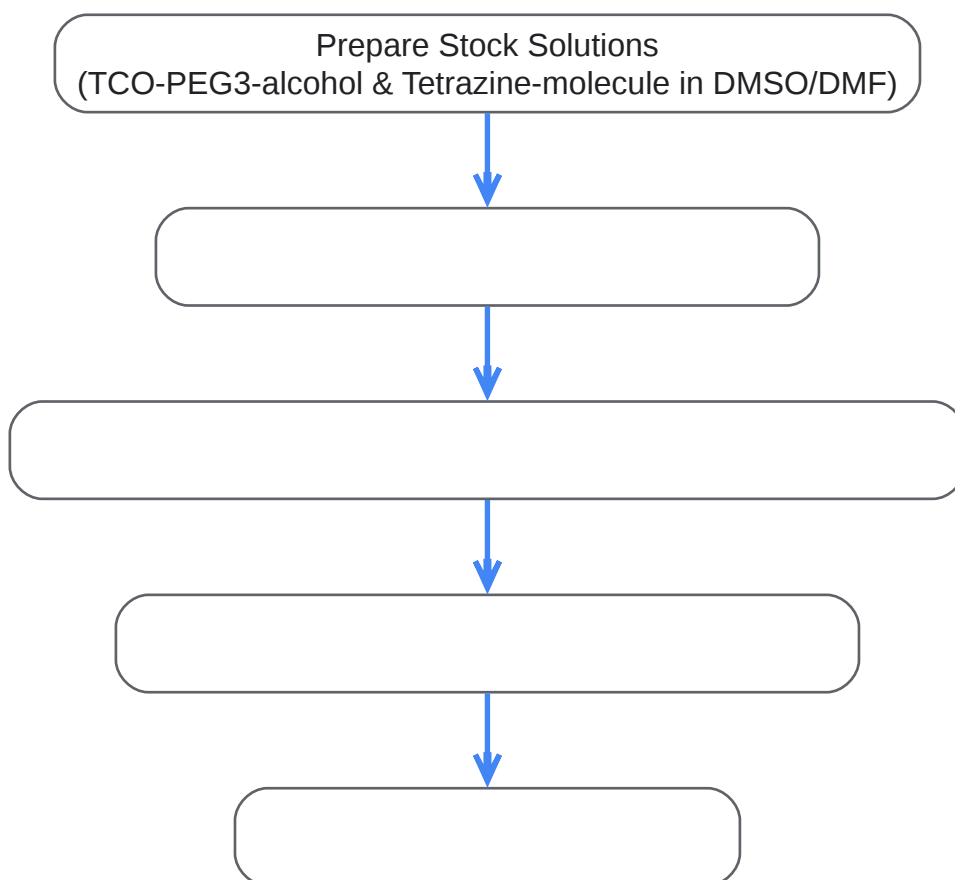 Prepare Stock Solutions
(TCO-PEG3-alcohol & Tetrazine-molecule in DMSO/DMF)